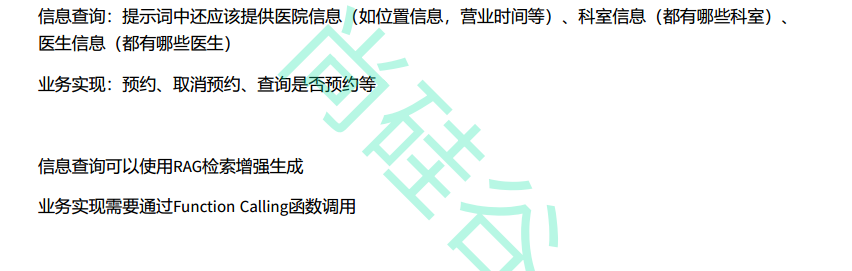 信息查询：提示词中还应该提供医院信息（如位置信息，营业时间等）、科室信息（都有哪些科室）、
医生信息（都有哪些医生）
业务实现：预约、取消预约、查询是否预约等
信息查询可以使用RAG检索增强生成
业务实现需要通过Function Calling函数调用
尚硅谷